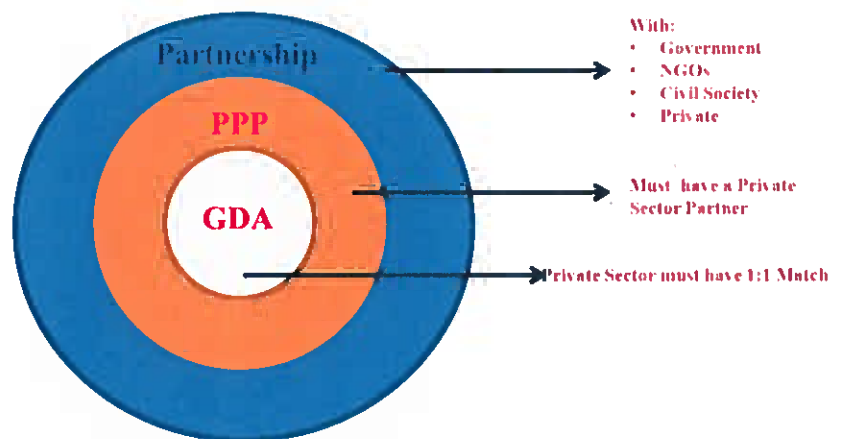 Partnership
PPP
GDA
With:
• Government
• NGOs
• Civil Society
• Private
Must have a Private
Sector Partner
Private Sector must have 1:1 Match